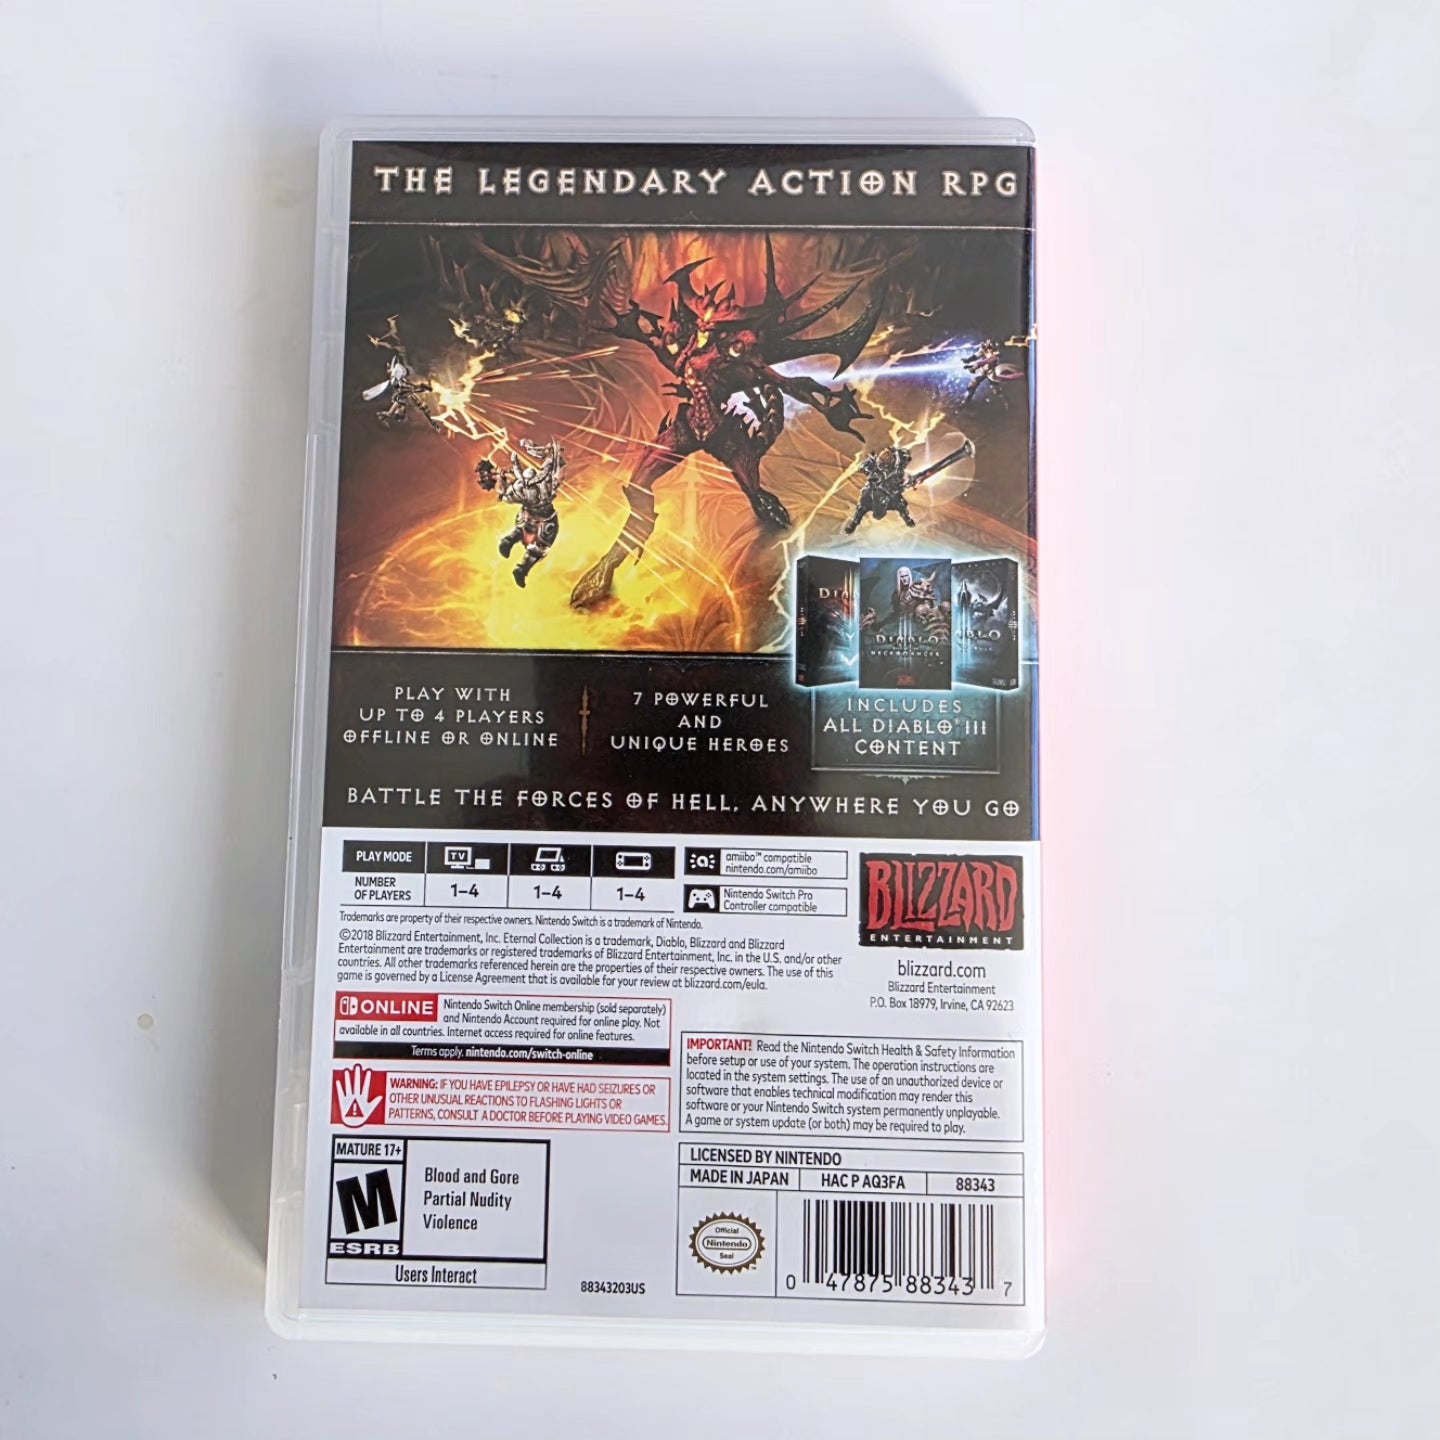 THE LEGENDARY ACTION RPG
DIABLO
NECROMANCER
PLAY WITH
UP TO 4 PLAYERS
OFFLINE OR ONLINE
7 POWERFUL
AND
UNIQUE HEROES
INCLUDES
ALL DIABLO® III
CONTENT
BATTLE THE FORCES OF HELL, ANYWHERE YOU GO
PLAY MODE
TV
NUMBER
OF PLAYERS
1–4
1–4
1–4
amiibo™ compatible
nintendo.com/amiibo
Nintendo Switch Pro
Controller compatible
BLIZZARD
ENTERTAINMENT
blizzard.com
Blizzard Entertainment
P.O. Box 18979, Irvine, CA 92623
Trademarks are property of their respective owners. Nintendo Switch is a trademark of Nintendo.
©2018 Blizzard Entertainment, Inc. Eternal Collection is a trademark, Diablo, Blizzard and Blizzard
Entertainment are trademarks or registered trademarks of Blizzard Entertainment, Inc. in the U.S. and/or other
countries. All other trademarks referenced herein are the properties of their respective owners. The use of this
game is governed by a License Agreement that is available for your review at blizzard.com/eula.
ONLINE
Nintendo Switch Online membership (sold separately)
and Nintendo Account required for online play. Not
available in all countries. Internet access required for online features.
Terms apply. nintendo.com/switch-online
WARNING: IF YOU HAVE EPILEPSY OR HAVE HAD SEIZURES OR
OTHER UNUSUAL REACTIONS TO FLASHING LIGHTS OR
PATTERNS, CONSULT A DOCTOR BEFORE PLAYING VIDEO GAMES.
IMPORTANT! Read the Nintendo Switch Health & Safety Information
before setup or use of your system. The operation instructions are
located in the system settings. The use of an unauthorized device or
software that enables technical modification may render this
software or your Nintendo Switch system permanently unplayable.
A game or system update (or both) may be required to play.
MATURE 17+
M
ESRB
Blood and Gore
Partial Nudity
Violence
Users Interact
88343203US
LICENSED BY NINTENDO
MADE IN JAPAN
HAC P AQ3FA
88343
Official
Nintendo
Seal
0 47875 88343 7